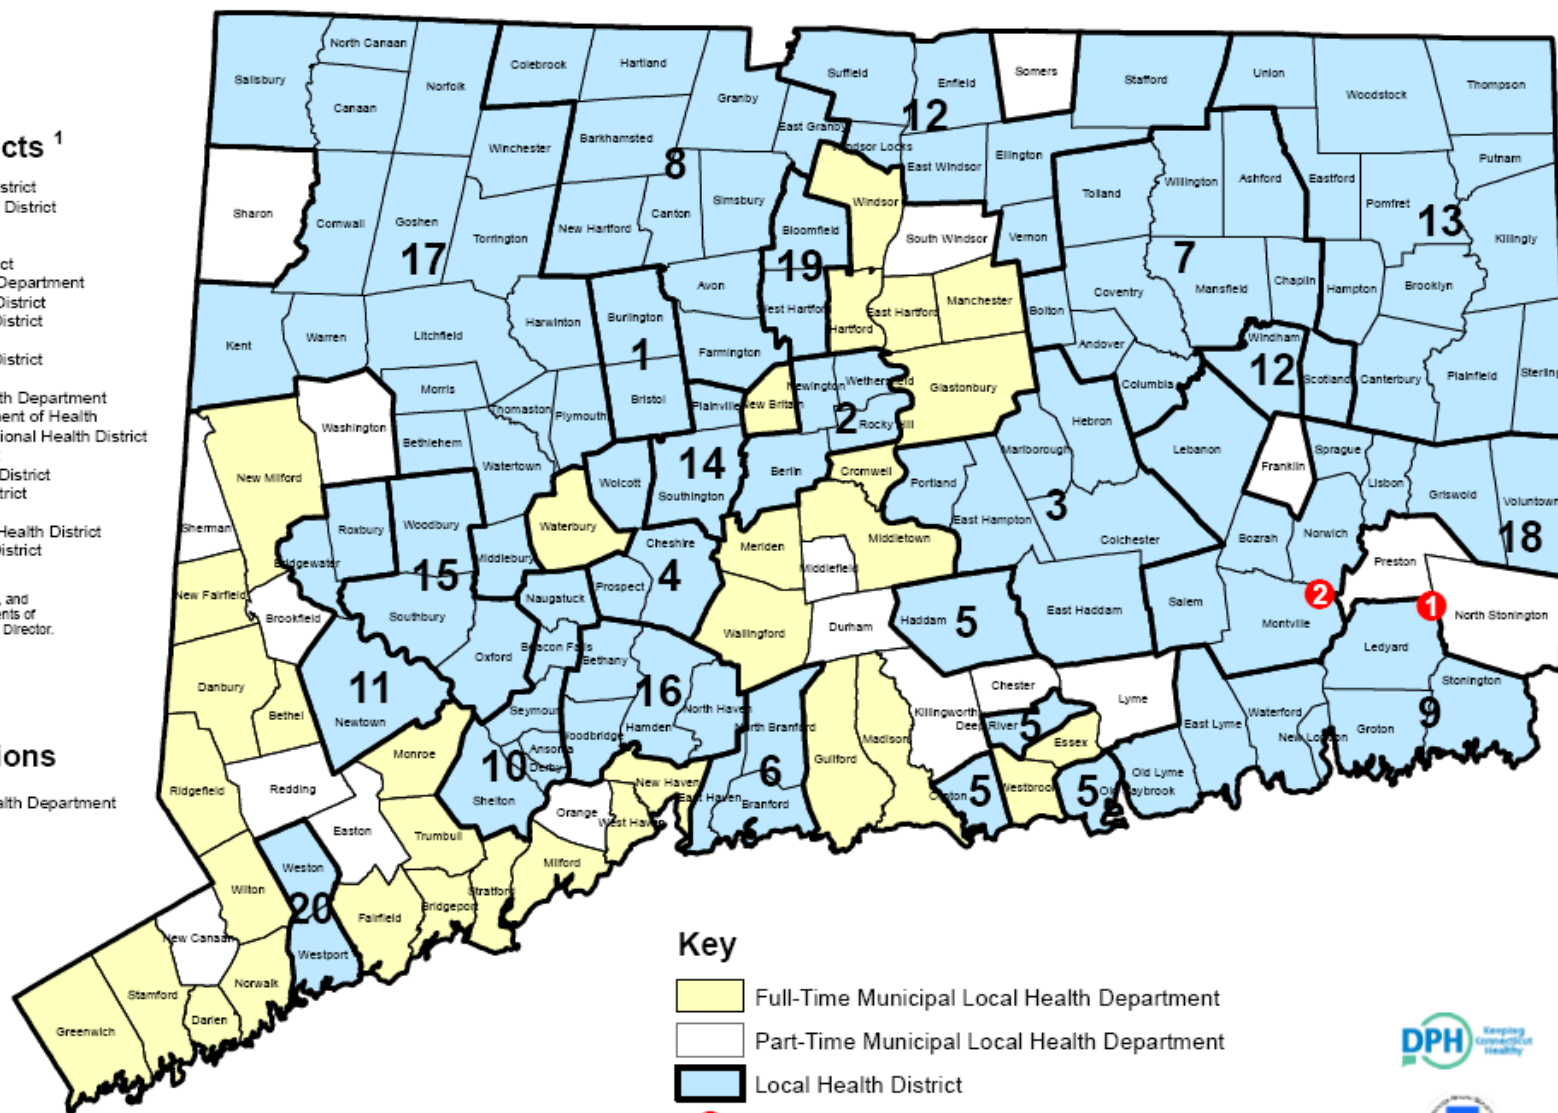 cts 1
strict
District
ct
Department
District
District
District
th Department
ent of Health
ional Health District
District
trict
Health District
District
, and
ents of
Director.
ions
alth Department
North Canaan
Salisbury
Canaan
Norfolk
Colebrook
Hartland
Granby
Suffield
Enfield
12
Somers
Stafford
Union
Woodstock
Thompson
Barkhamsted
8
East Granby
Windsor Locks
East Windsor
Ellington
Winchester
Putnam
Sharon
Cornwall
Goshen
17
Torrington
New Hartford
Canton
Simsbury
Bloomfield
19
Windsor
South Windsor
Vernon
Tolland
Willington
Ashford
Eastford
Pomfret
13
Killingly
7
Kent
Warren
Litchfield
Harwinton
Burlington
1
Bristol
Avon
Farmington
West Hartford
Hartford
East Hartford
Manchester
Bolton
Coventry
Mansfield
Chaplin
Hampton
Brooklyn
Andover
Windham
12
Scotland
Canterbury
Plainfield
Sterling
Morris
Washington
Bethlehem
Thomaston
Plymouth
Watertown
Plainville
New Britain
Newington
Wethersfield
2
Rocky Hill
Glastonbury
Columbia
Hebron
Marlborough
Lebanon
Franklin
Sprague
Lisbon
Griswold
Voluntown
18
New Milford
Sherman
Roxbury
Woodbury
Bridgewater
15
Wolcott
14
Southington
Berlin
Cromwell
Portland
East Hampton
3
Colchester
Bozrah
Norwich
Preston
Waterbury
Middlebury
Cheshire
4
Prospect
Naugatuck
Meriden
Middletown
Middlefield
2
1
North Stonington
New Fairfield
Brookfield
Southbury
Oxford
Beacon Falls
Bethany
Wallingford
Durham
Haddam
5
East Haddam
Salem
Montville
Ledyard
Stonington
Danbury
Bethel
11
Newtown
Seymour
16
Hamden
North Haven
North Branford
Killingworth
Chester
Deep River
5
Lyme
East Lyme
Waterford
New London
Groton
9
Monroe
10
Ansonia
Derby
Woodbridge
Shelton
Essex
Ridgefield
Redding
Easton
Trumbull
Orange
New Haven
West Haven
East Haven
6
Branford
6
Guilford
Madison
Clinton
5
Westbrook
5
Old Saybrook
Old Lyme
Weston
20
Westport
Wilton
Fairfield
Bridgeport
Stratford
Milford
New Canaan
Norwalk
Stamford
Darien
Greenwich
Key
Full-Time Municipal Local Health Department
Part-Time Municipal Local Health Department
Local Health District
DPH
Keeping
Connecticut
Healthy